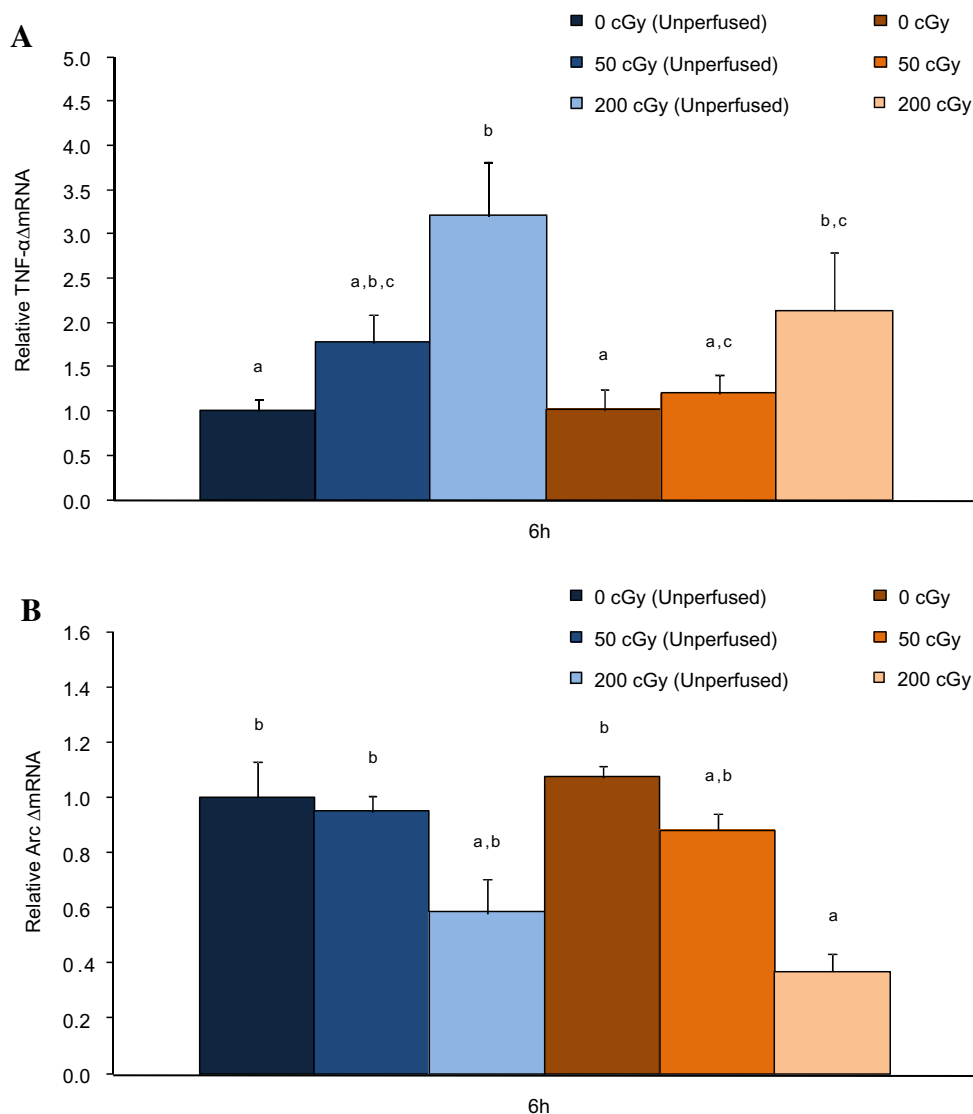 A
0 cGy (Unperfused) 0 cGy
50 cGy (Unperfused) 50 cGy
200 cGy (Unperfused) 200 cGy
Relative TNF-αΔmRNA
5.0
4.5
4.0
3.5
3.0
2.5
2.0
1.5
1.0
0.5
0.0
a
a,b,c
b
a
a,c
b,c
6h
B
0 cGy (Unperfused) 0 cGy
50 cGy (Unperfused) 50 cGy
200 cGy (Unperfused) 200 cGy
Relative Arc ΔmRNA
1.6
1.4
1.2
1.0
0.8
0.6
0.4
0.2
0.0
b
b
a,b
b
a,b
a
6h